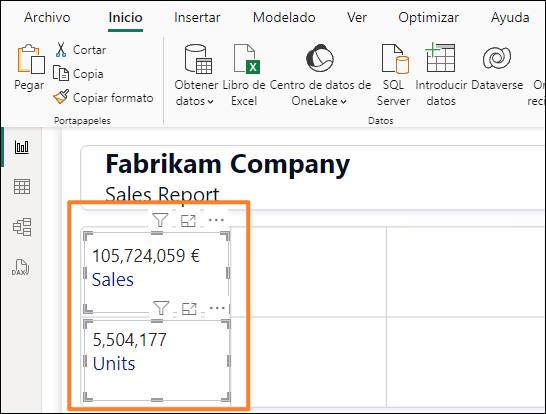 Archivo Inicio Insertar Modelado Ver Optimizar Ayuda
Pegar
Cortar
Copia
Copiar formato
Portapapeles
Obtener
datos
Libro de
Excel
Centro de datos de
OneLake
SQL
Server
Introducir
datos
Dataverse
Datos
DAX
Fabrikam Company
Sales Report
105,724,059 €
Sales
5,504,177
Units